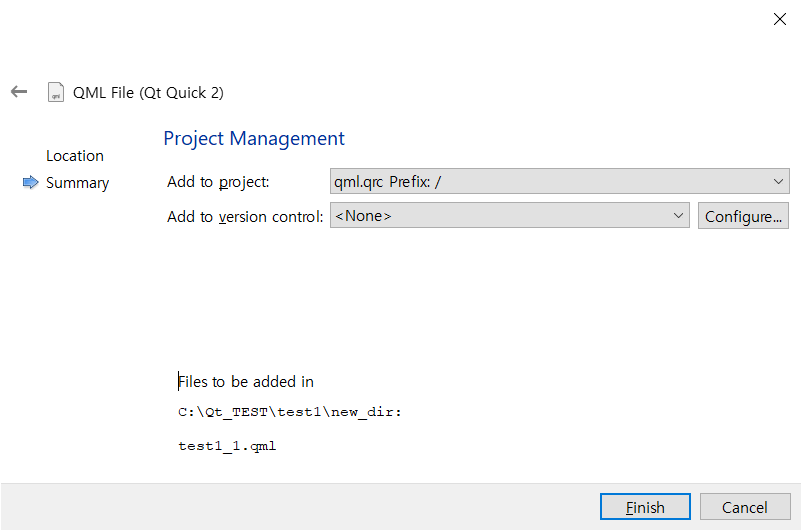 QML File (Qt Quick 2)
Project Management
Location
Summary
Add to project:
qml.qrc Prefix: /
Add to version control:
<None>
Configure...
Files to be added in
C:\Qt_TEST\test1\new_dir:
test1_1.qml
Finish
Cancel